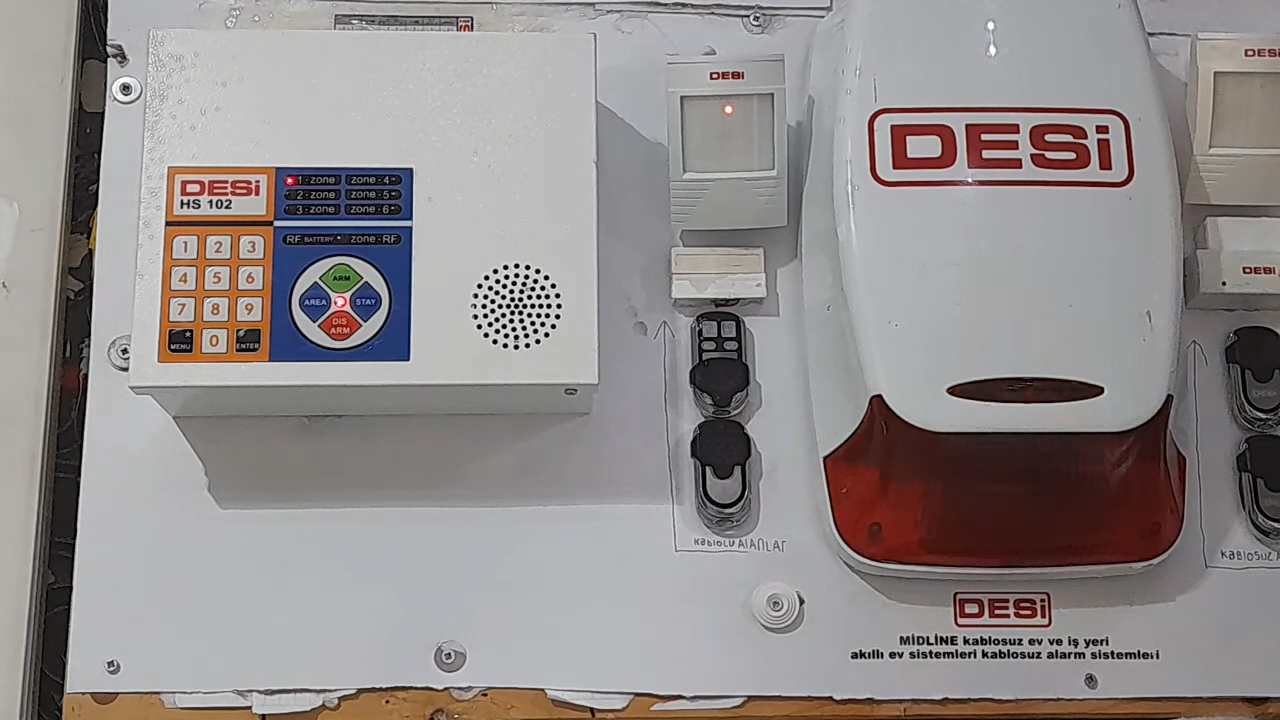 DESi
HS 102
1-zone zone-4
2-zone zone-5
3-zone zone-6
RF BATTERY zone-RF
1 2 3
4 5 6
7 8 9
MENU * 0 ENTER
ARM
AREA STAY
DIS
ARM
DESi
KABLOLU ALANLAR
DESi
DESi
MİDLİNE kablosuz ev ve iş yeri
akıllı ev sistemleri kablosuz alarm sistemleri
DESi
DESi
DESi